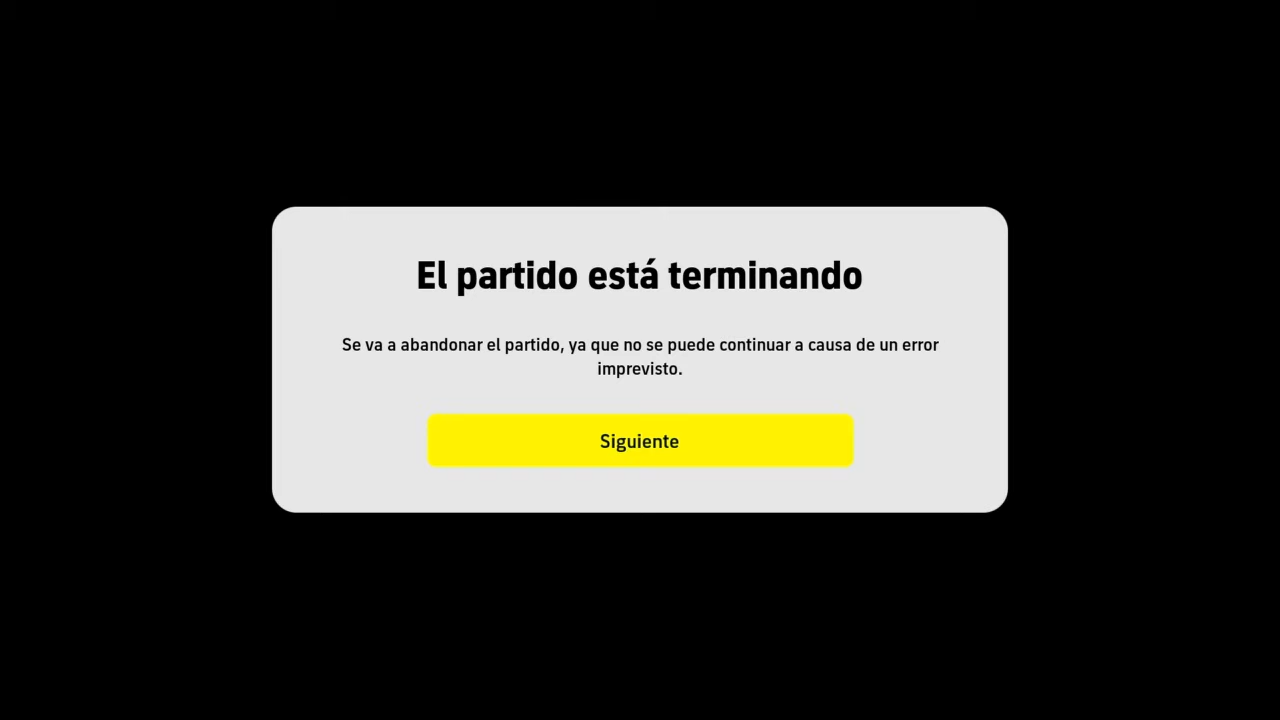 El partido está terminando
Se va a abandonar el partido, ya que no se puede continuar a causa de un error
imprevisto.
Siguiente